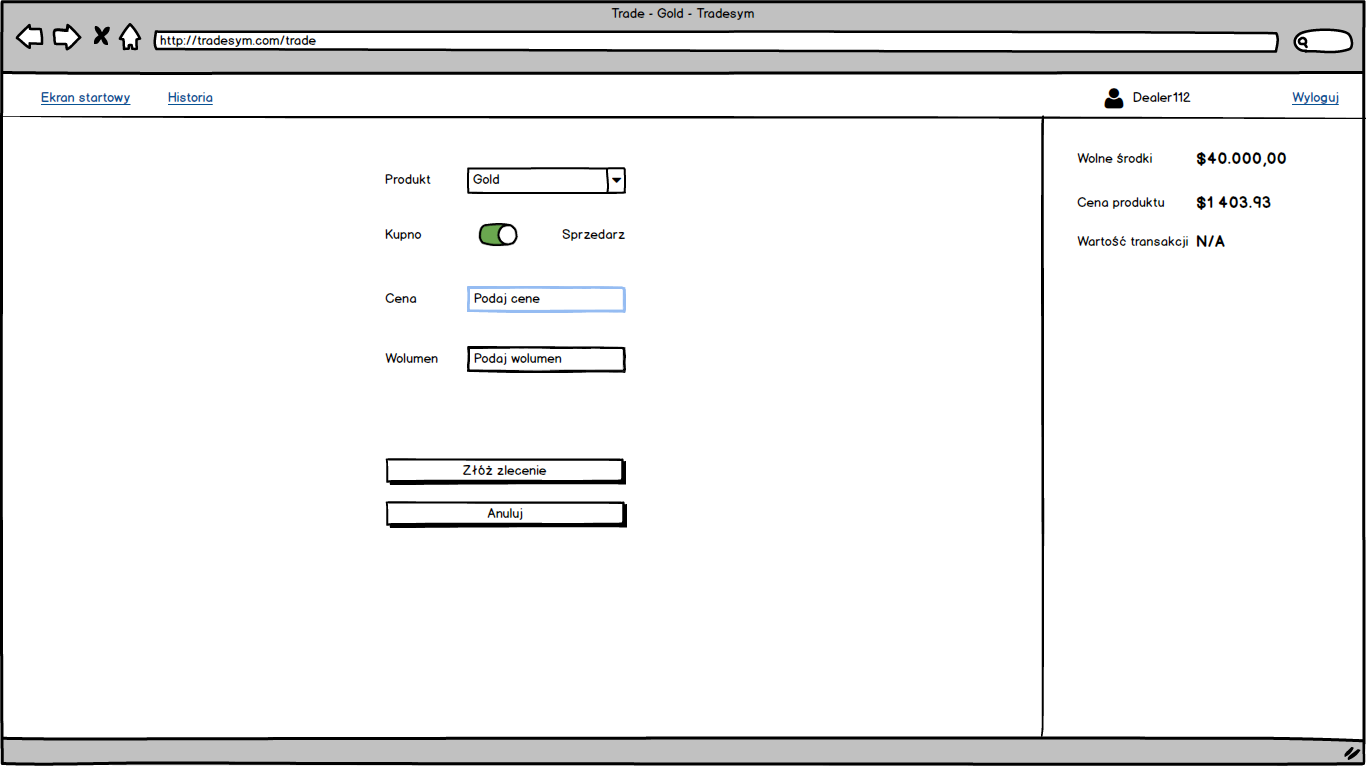 Trade - Gold - Tradesym
http://tradesym.com/trade
Ekran startowy
Historia
Dealer112
Wyloguj
Produkt
Gold
Kupno
Sprzedarz
Cena
Podaj cene
Wolumen
Podaj wolumen
Złóż zlecenie
Anuluj
Wolne środki $40.000,00
Cena produktu $1 403.93
Wartość transakcji N/A